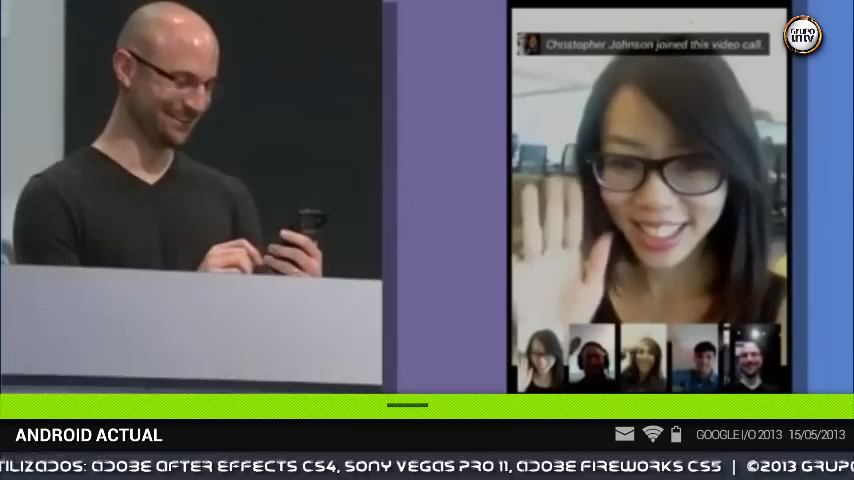 GRUPO
UNTV
Christopher Johnson joined this video call.
ANDROID ACTUAL
GOOGLE I/O 2013 15/05/2013
TILIZADOS: ADOBE AFTER EFFECTS CS4, SONY VEGAS PRO 11, ADOBE FIREWORKS CS5 | ©2013 GRUPO